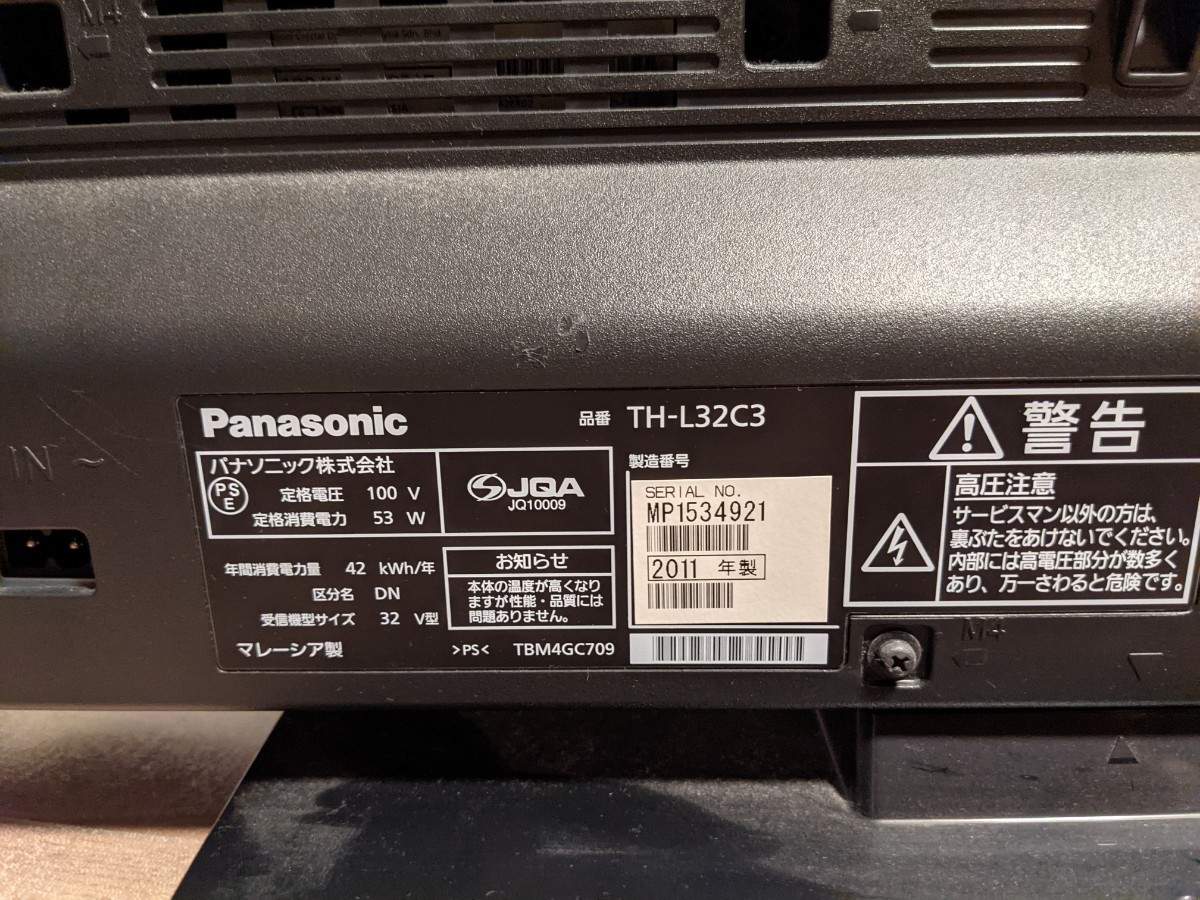 M4
Sdn. Bhd
IN ~
Panasonic
品番 TH-L32C3
パナソニック株式会社
PS
E
定格電圧 100 V
定格消費電力 53 W
JQA
JQ10009
製造番号
SERIAL NO.
MP1534921
2011 年製
年間消費電力量 42 kWh/年
区分名 DN
受信機型サイズ 32 V型
マレーシア製
お知らせ
本体の温度が高くなり
ますが性能・品質には
問題ありません。
>PS< TBM4GC709
警告
高圧注意
サービスマン以外の方は、
裏ぶたをあけないでください。
内部には高電圧部分が数多く
あり、万一さわると危険です。
M4